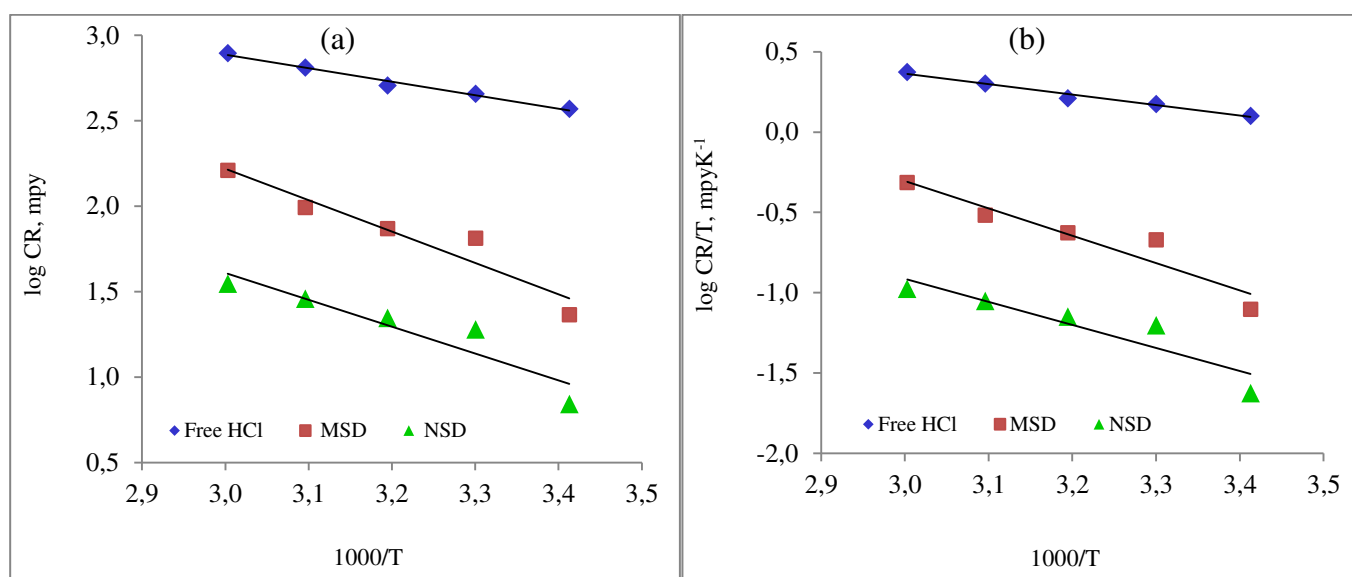 (a)
3,0
2,5
2,0
1,5
1,0
0,5
log CR, mpy
Free HCl MSD NSD
2,9 3,0 3,1 3,2 3,3 3,4 3,5
1000/T
(b)
0,5
0,0
-0,5
-1,0
-1,5
-2,0
log CR/T, mpyK-1
Free HCl MSD NSD
2,9 3,0 3,1 3,2 3,3 3,4 3,5
1000/T